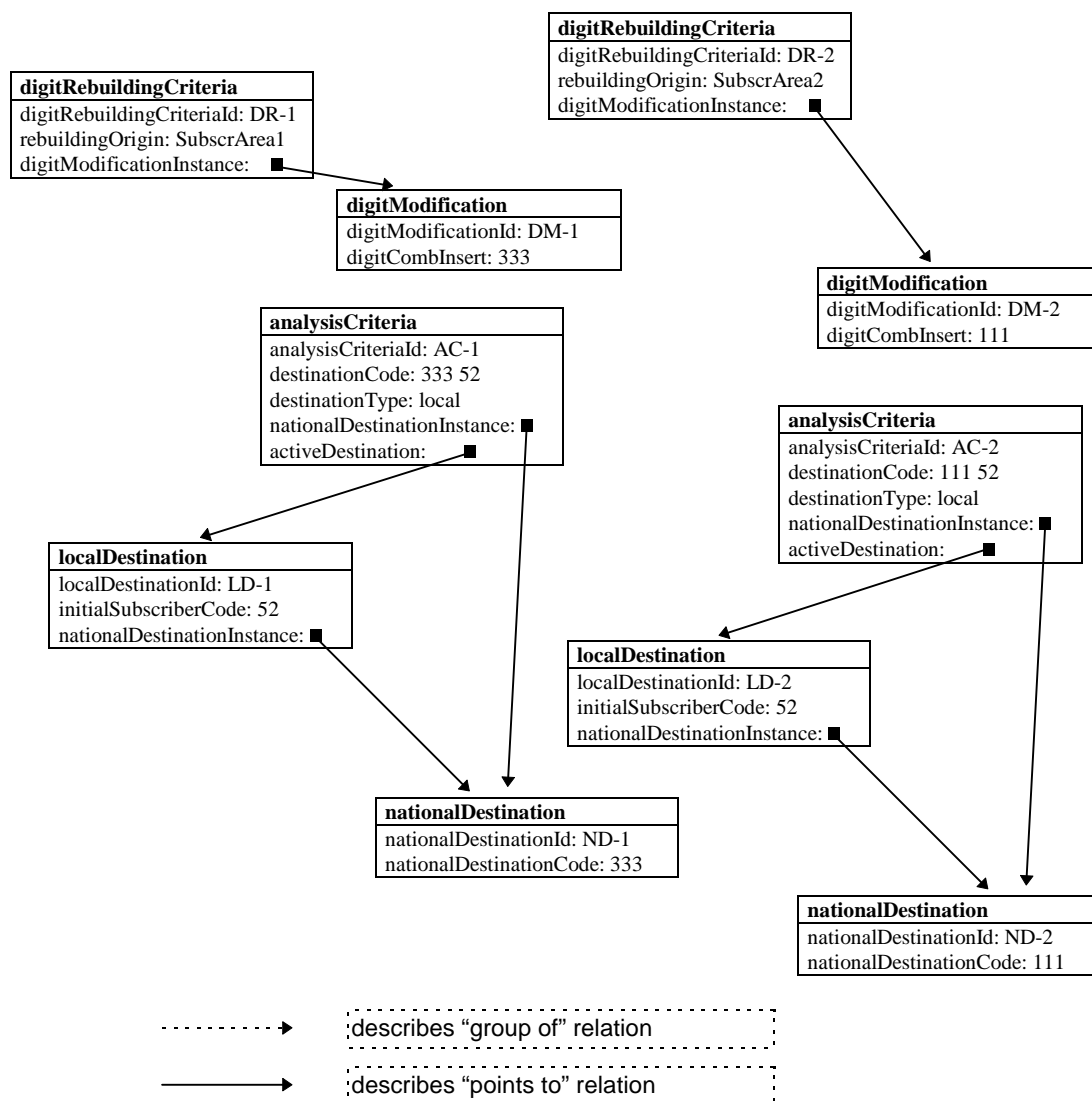 digitRebuildingCriteria
digitRebuildingCriteriaId: DR-2
rebuildingOrigin: SubscrArea2
digitModificationInstance:
digitRebuildingCriteria
digitRebuildingCriteriaId: DR-1
rebuildingOrigin: SubscrArea1
digitModificationInstance:
digitModification
digitModificationId: DM-1
digitCombInsert: 333
digitModification
digitModificationId: DM-2
digitCombInsert: 111
analysisCriteria
analysisCriteriaId: AC-1
destinationCode: 333 52
destinationType: local
nationalDestinationInstance:
activeDestination:
analysisCriteria
analysisCriteriaId: AC-2
destinationCode: 111 52
destinationType: local
nationalDestinationInstance:
activeDestination:
localDestination
localDestinationId: LD-1
initialSubscriberCode: 52
nationalDestinationInstance:
localDestination
localDestinationId: LD-2
initialSubscriberCode: 52
nationalDestinationInstance:
nationalDestination
nationalDestinationId: ND-1
nationalDestinationCode: 333
nationalDestination
nationalDestinationId: ND-2
nationalDestinationCode: 111
describes “group of” relation
describes “points to” relation